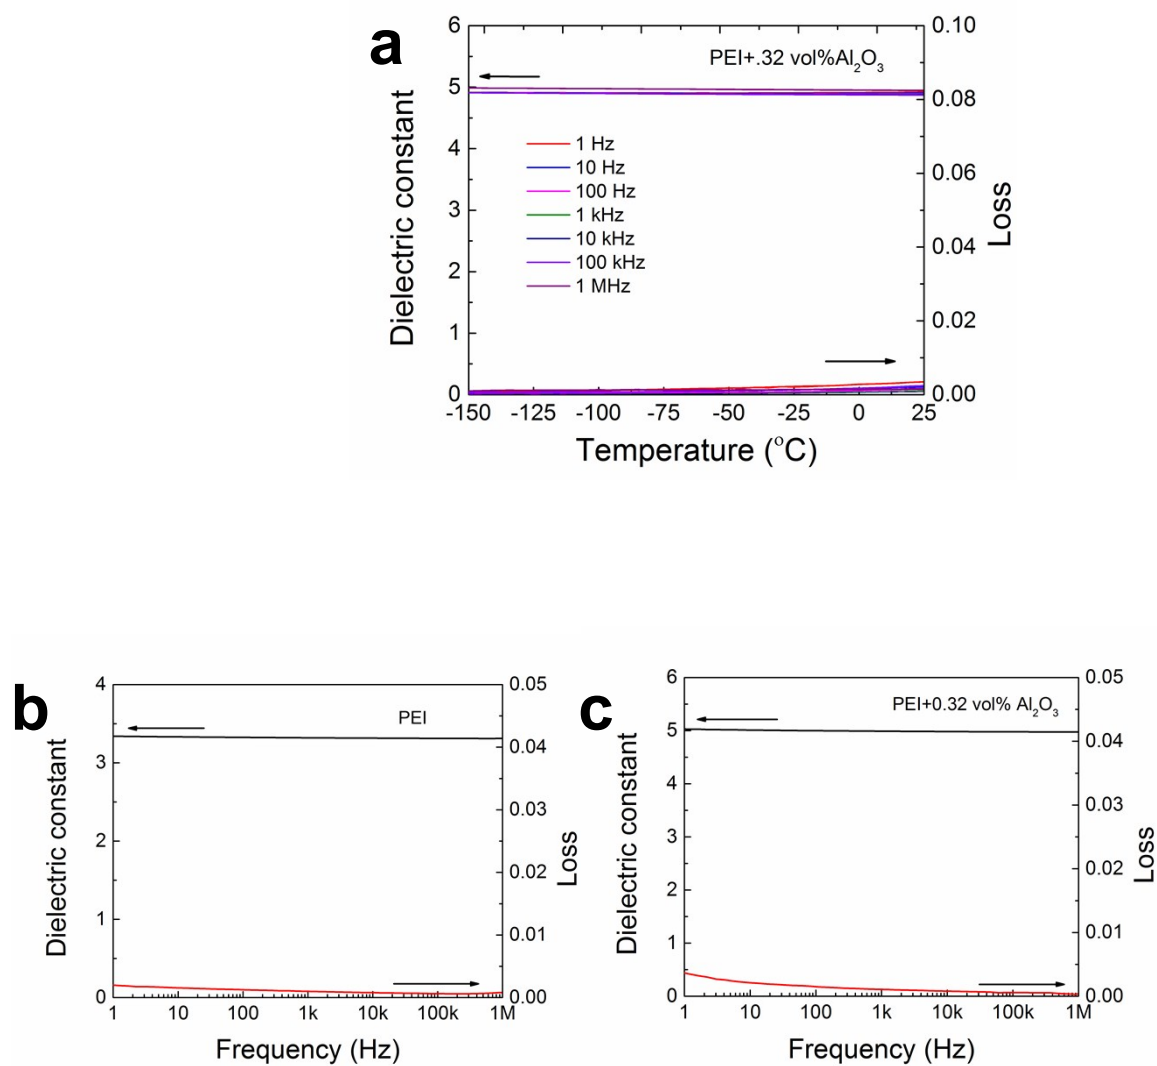 a
6
5
4
3
2
1
0
0.10
0.08
0.06
0.04
0.02
0.00
PEI+.32 vol%Al₂O₃
1 Hz
10 Hz
100 Hz
1 kHz
10 kHz
100 kHz
1 MHz
Dielectric constant
Loss
-150 -125 -100 -75 -50 -25 0 25
Temperature (°C)
b
4
3
2
1
0
0.05
0.04
0.03
0.02
0.01
0.00
PEI
Dielectric constant
Loss
1 10 100 1k 10k 100k 1M
Frequency (Hz)
c
6
5
4
3
2
1
0
0.05
0.04
0.03
0.02
0.01
0.00
PEI+0.32 vol% Al₂O₃
Dielectric constant
Loss
1 10 100 1k 10k 100k 1M
Frequency (Hz)